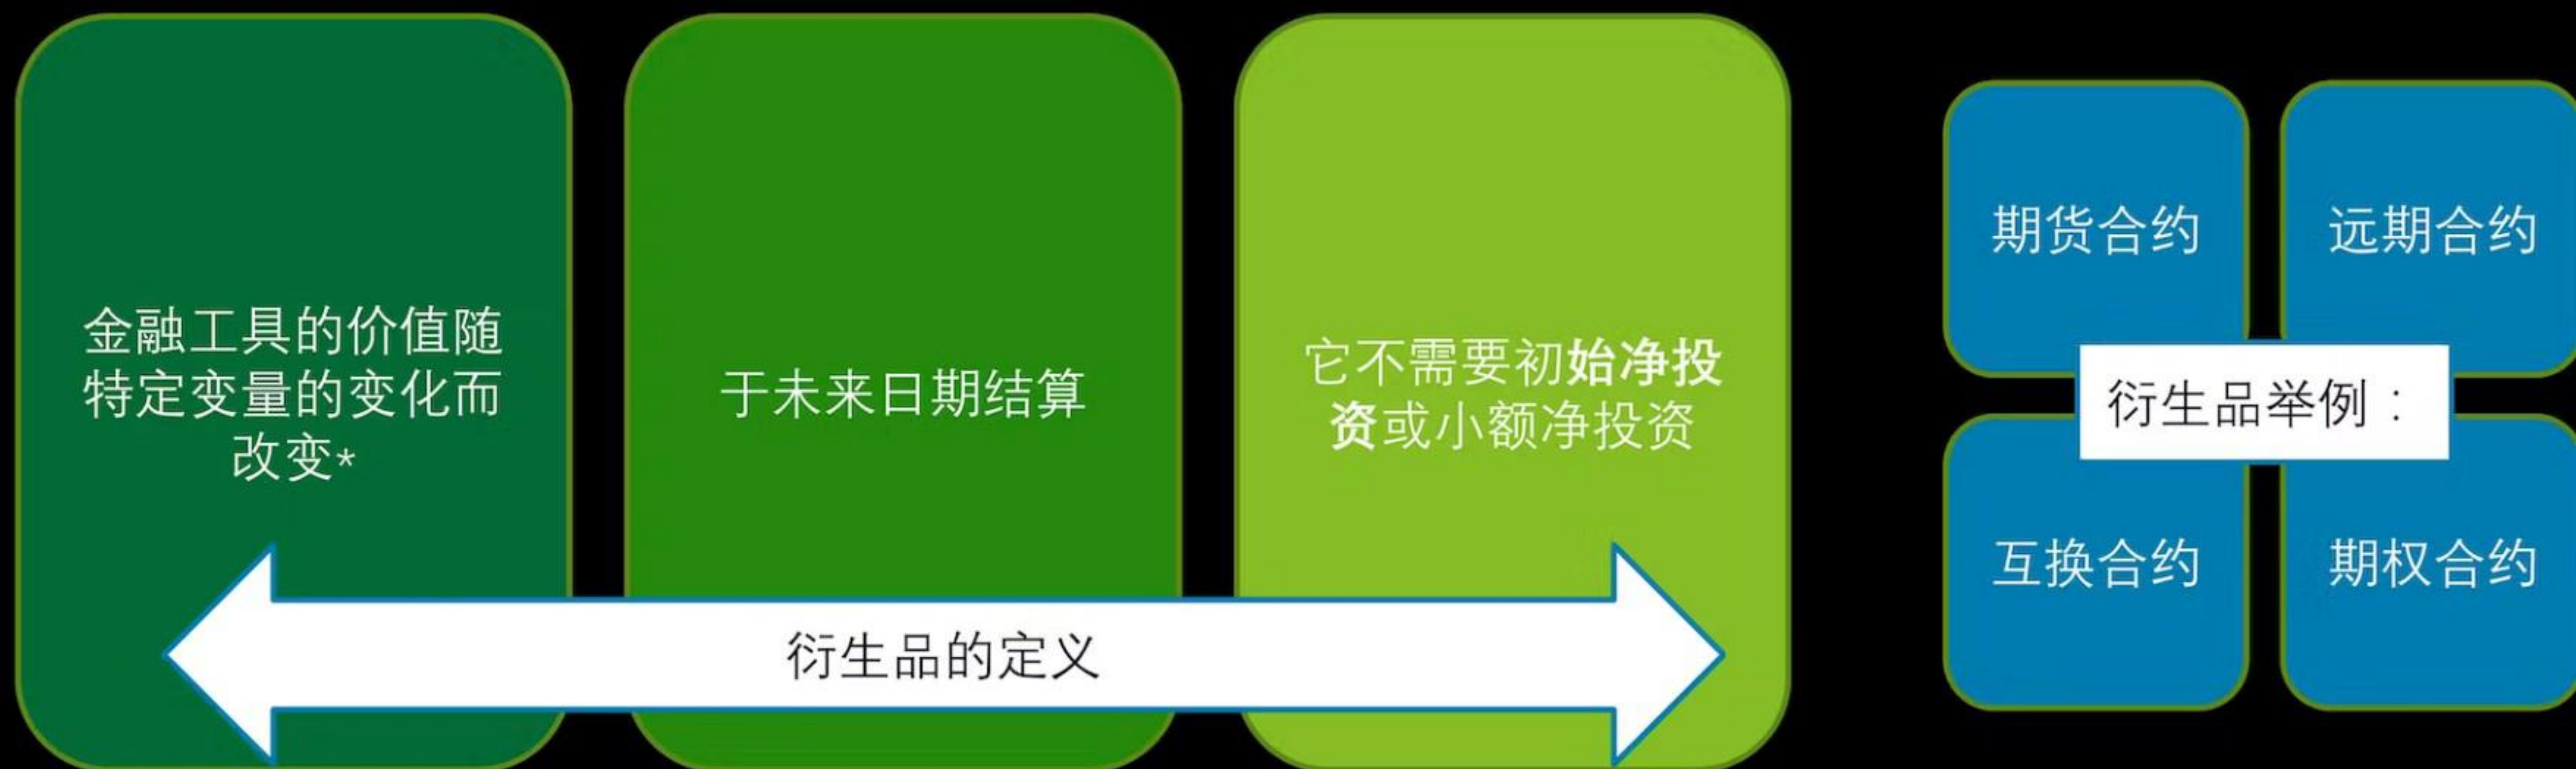 金融工具的价值随
特定变量的变化而
改变*
于未来日期结算
它不需要初始净投
资或小额净投资
衍生品的定义
期货合约
远期合约
衍生品举例：
互换合约
期权合约